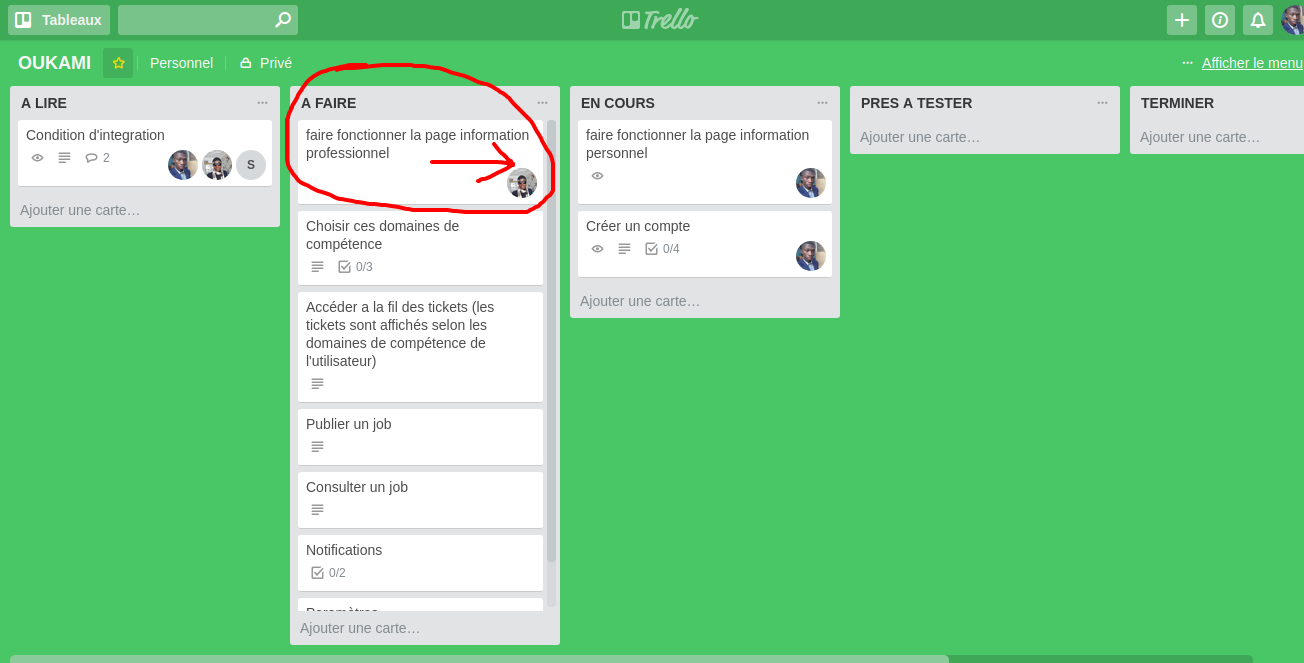 Tableaux
Trello
OUKAMI
Personnel
Privé
Afficher le menu
A LIRE
Condition d'integration
2
S
Ajouter une carte…
A FAIRE
faire fonctionner la page information
professionnel
Choisir ces domaines de
compétence
0/3
Accéder a la fil des tickets (les
tickets sont affichés selon les
domaines de compétence de
l'utilisateur)
Publier un job
Consulter un job
Notifications
0/2
Paramètres
Ajouter une carte…
EN COURS
faire fonctionner la page information
personnel
Créer un compte
0/4
Ajouter une carte…
PRES A TESTER
Ajouter une carte…
TERMINER
Ajouter une carte…